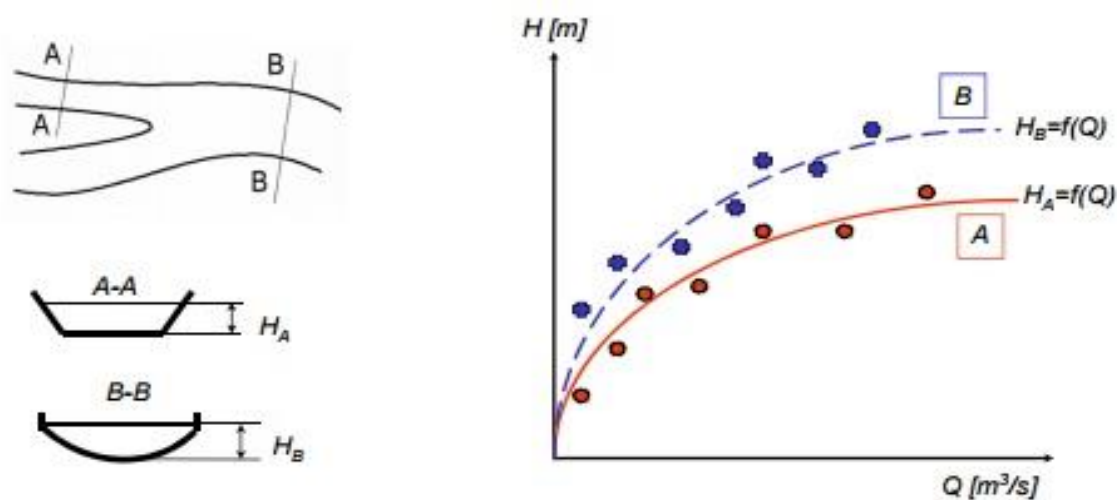 A
A
B
B
A-A
H_A
B-B
H_B
H [m]
B
H_B=f(Q)
H_A=f(Q)
A
Q [m³/s]